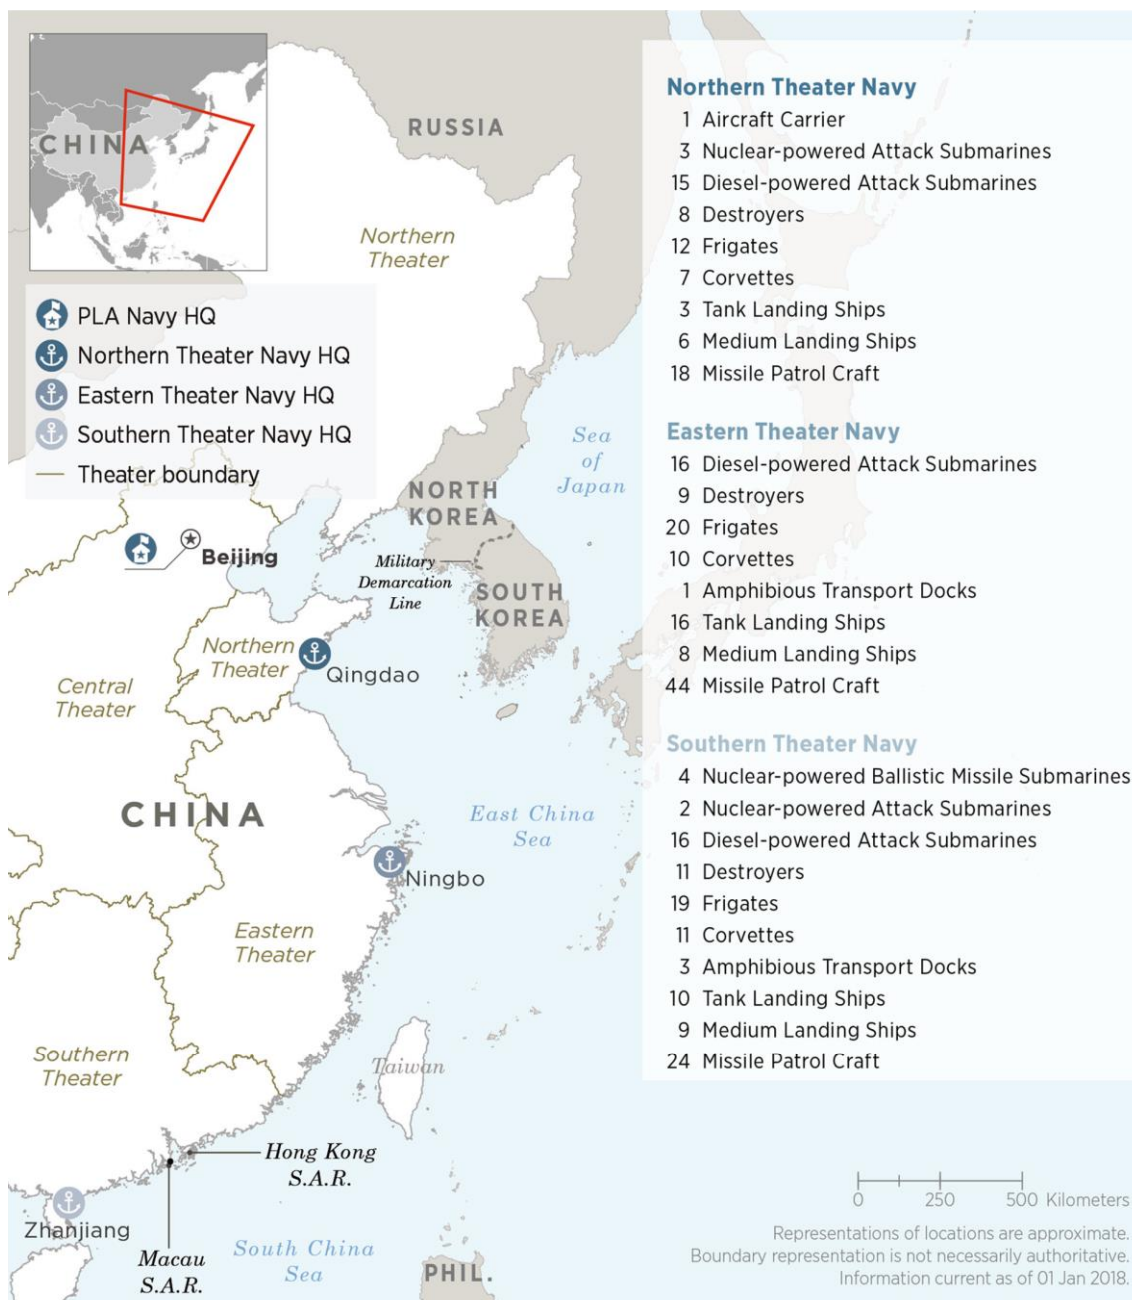 CHINA
RUSSIA
Northern
Theater
PLA Navy HQ
Northern Theater Navy HQ
Eastern Theater Navy HQ
Southern Theater Navy HQ
Theater boundary
Sea
of
Japan
NORTH
KOREA
Beijing
Military
Demarcation
Line
SOUTH
KOREA
Northern
Theater
Qingdao
Central
Theater
CHINA
East China
Sea
Ningbo
Eastern
Theater
Southern
Theater
Taiwan
Hong Kong
S.A.R.
Zhanjiang
Macau
S.A.R.
South China
Sea
PHIL.
Northern Theater Navy
1 Aircraft Carrier
3 Nuclear-powered Attack Submarines
15 Diesel-powered Attack Submarines
8 Destroyers
12 Frigates
7 Corvettes
3 Tank Landing Ships
6 Medium Landing Ships
18 Missile Patrol Craft
Eastern Theater Navy
16 Diesel-powered Attack Submarines
9 Destroyers
20 Frigates
10 Corvettes
1 Amphibious Transport Docks
16 Tank Landing Ships
8 Medium Landing Ships
44 Missile Patrol Craft
Southern Theater Navy
4 Nuclear-powered Ballistic Missile Submarines
2 Nuclear-powered Attack Submarines
16 Diesel-powered Attack Submarines
11 Destroyers
19 Frigates
11 Corvettes
3 Amphibious Transport Docks
10 Tank Landing Ships
9 Medium Landing Ships
24 Missile Patrol Craft
0 250 500 Kilometers
Representations of locations are approximate.
Boundary representation is not necessarily authoritative.
Information current as of 01 Jan 2018.